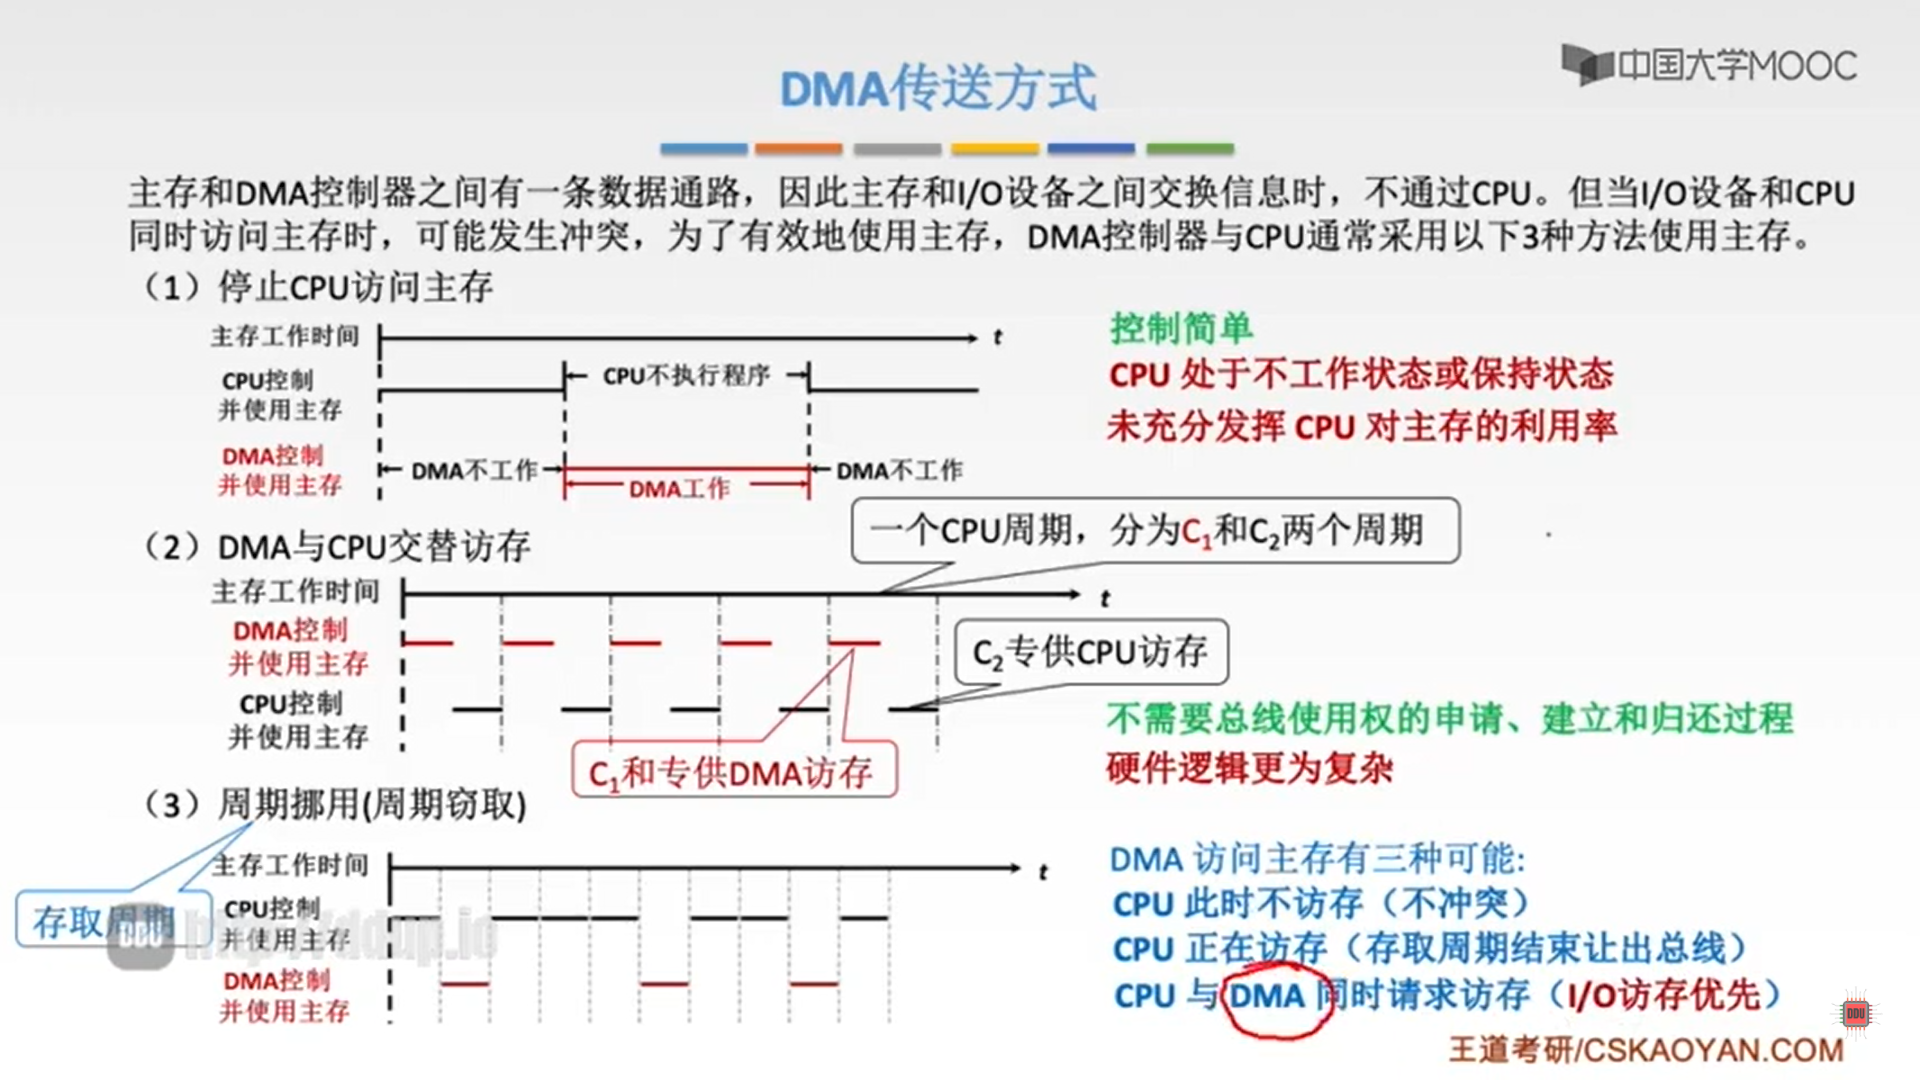 中国大学MOOC
DMA传送方式
主存和DMA控制器之间有一条数据通路，因此主存和I/O设备之间交换信息时，不通过CPU。但当I/O设备和CPU
同时访问主存时，可能发生冲突，为了有效地使用主存，DMA控制器与CPU通常采用以下3种方法使用主存。
（1）停止CPU访问主存
主存工作时间
t
CPU控制
并使用主存
CPU不执行程序
DMA控制
并使用主存
DMA不工作
DMA工作
DMA不工作
控制简单
CPU 处于不工作状态或保持状态
未充分发挥 CPU 对主存的利用率
（2）DMA与CPU交替访存
一个CPU周期，分为C1和C2两个周期
主存工作时间
t
DMA控制
并使用主存
C2专供CPU访存
CPU控制
并使用主存
C1和专供DMA访存
不需要总线使用权的申请、建立和归还过程
硬件逻辑更为复杂
（3）周期挪用(周期窃取)
主存工作时间
t
存取周期
CPU控制
并使用主存
DMA控制
并使用主存
DMA 访问主存有三种可能:
CPU 此时不访存（不冲突）
CPU 正在访存（存取周期结束让出总线）
CPU 与 DMA 同时请求访存（I/O访存优先）
http://ddup.io
DDU
王道考研/CSKAOYAN.COM